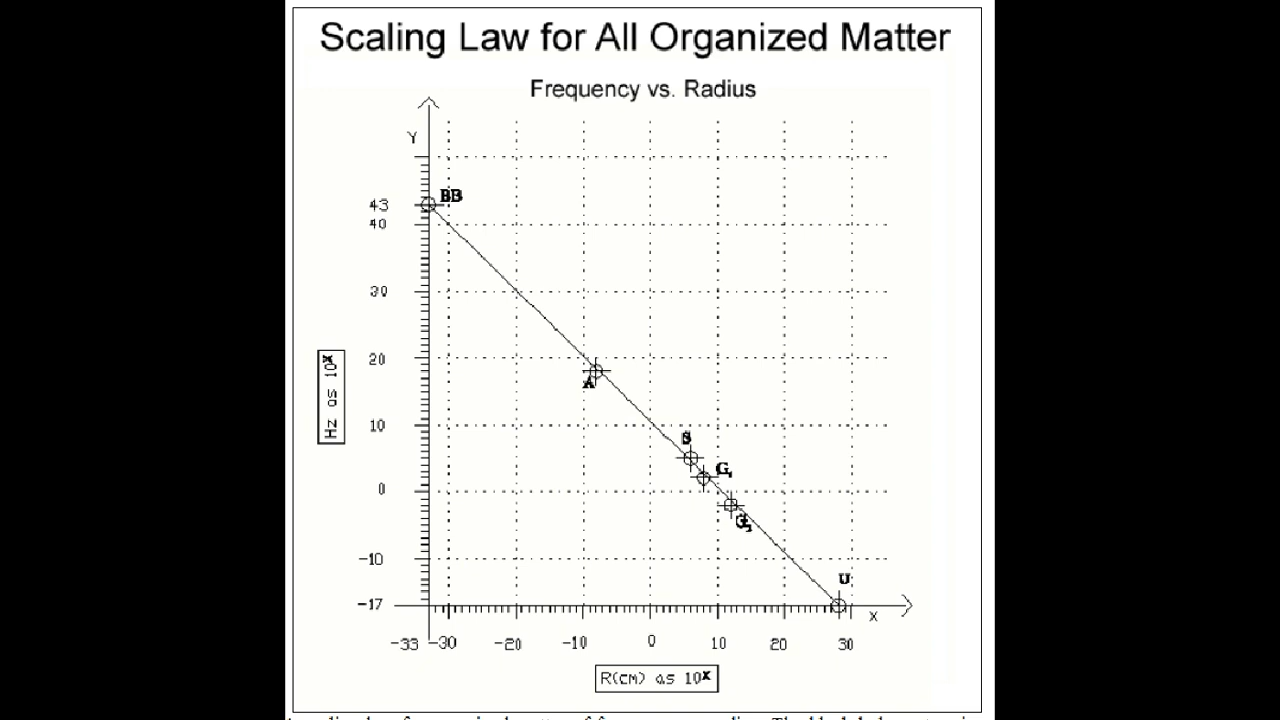 Scaling Law for All Organized Matter
Frequency vs. Radius
Y
BB
43
40
30
20
A
Hz as 10ˣ
10
S
G₁
0
G₂
-10
U
-17
X
-33 -30 -20 -10 0 10 20 30
R(cm) as 10ˣ